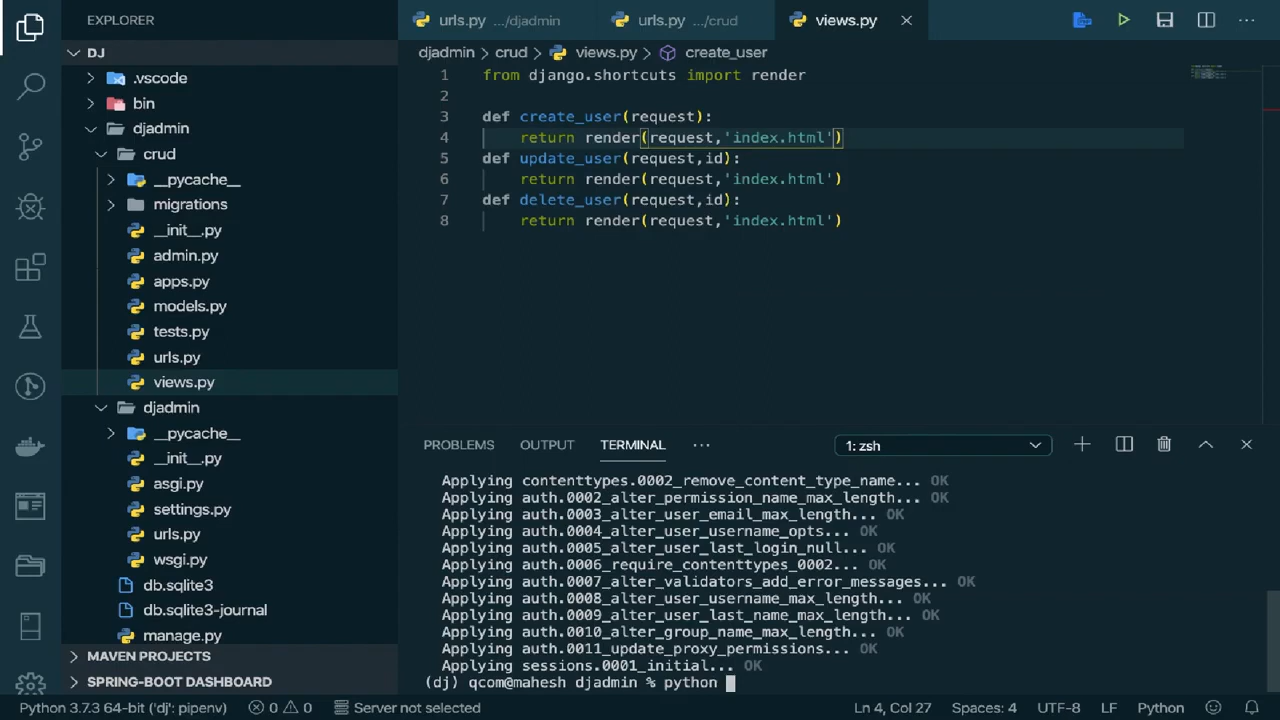 EXPLORER
DJ
.vscode
bin
djadmin
crud
__pycache__
migrations
__init__.py
admin.py
apps.py
models.py
tests.py
urls.py
views.py
djadmin
__pycache__
__init__.py
asgi.py
settings.py
urls.py
wsgi.py
db.sqlite3
db.sqlite3-journal
manage.py
MAVEN PROJECTS
SPRING-BOOT DASHBOARD
urls.py .../djadmin urls.py .../crud views.py
djadmin crud views.py create_user
1 from django.shortcuts import render
2
3 def create_user(request):
4 return render(request,'index.html')
5 def update_user(request,id):
6 return render(request,'index.html')
7 def delete_user(request,id):
8 return render(request,'index.html')
PROBLEMS OUTPUT TERMINAL ... 1: zsh
Applying contenttypes.0002_remove_content_type_name... OK
Applying auth.0002_alter_permission_name_max_length... OK
Applying auth.0003_alter_user_email_max_length... OK
Applying auth.0004_alter_user_username_opts... OK
Applying auth.0005_alter_user_last_login_null... OK
Applying auth.0006_require_contenttypes_0002... OK
Applying auth.0007_alter_validators_add_error_messages... OK
Applying auth.0008_alter_user_username_max_length... OK
Applying auth.0009_alter_user_last_name_max_length... OK
Applying auth.0010_alter_group_name_max_length... OK
Applying auth.0011_update_proxy_permissions... OK
Applying sessions.0001_initial... OK
(dj) qcom@mahesh djadmin % python
Python 3.7.3 64-bit ('dj': pipenv) 0 0 Server not selected Ln 4, Col 27 Spaces: 4 UTF-8 LF Python